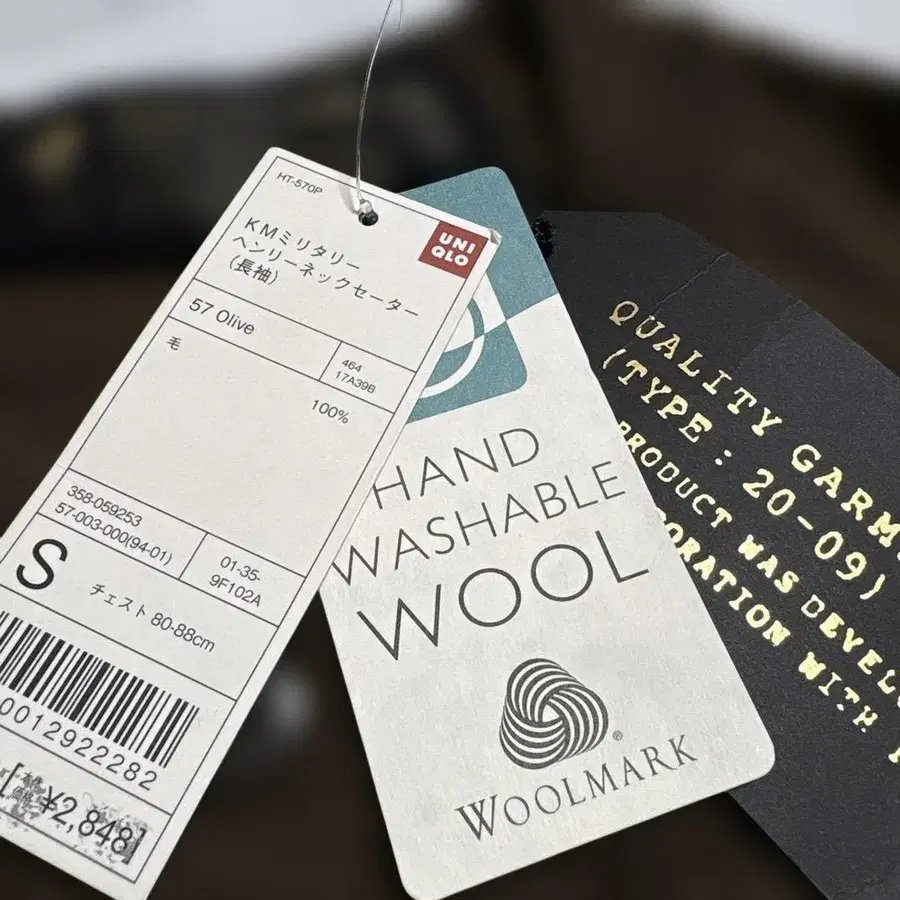 HT-570P
KMミリタリー
ヘンリーネックセーター
(長袖)
UNI
QLO
57 Olive
464
17A39B
毛
100%
358-059253
57-003-000(94-01)
01-35-
9F102A
S
チェスト 80-88cm
0012922282
¥2,848]
HAND
WASHABLE
WOOL
®
WOOLMARK
QUALITY GARM
(TYPE : 20-09)
PRODUCT WAS DEVEL
ORATION WITH